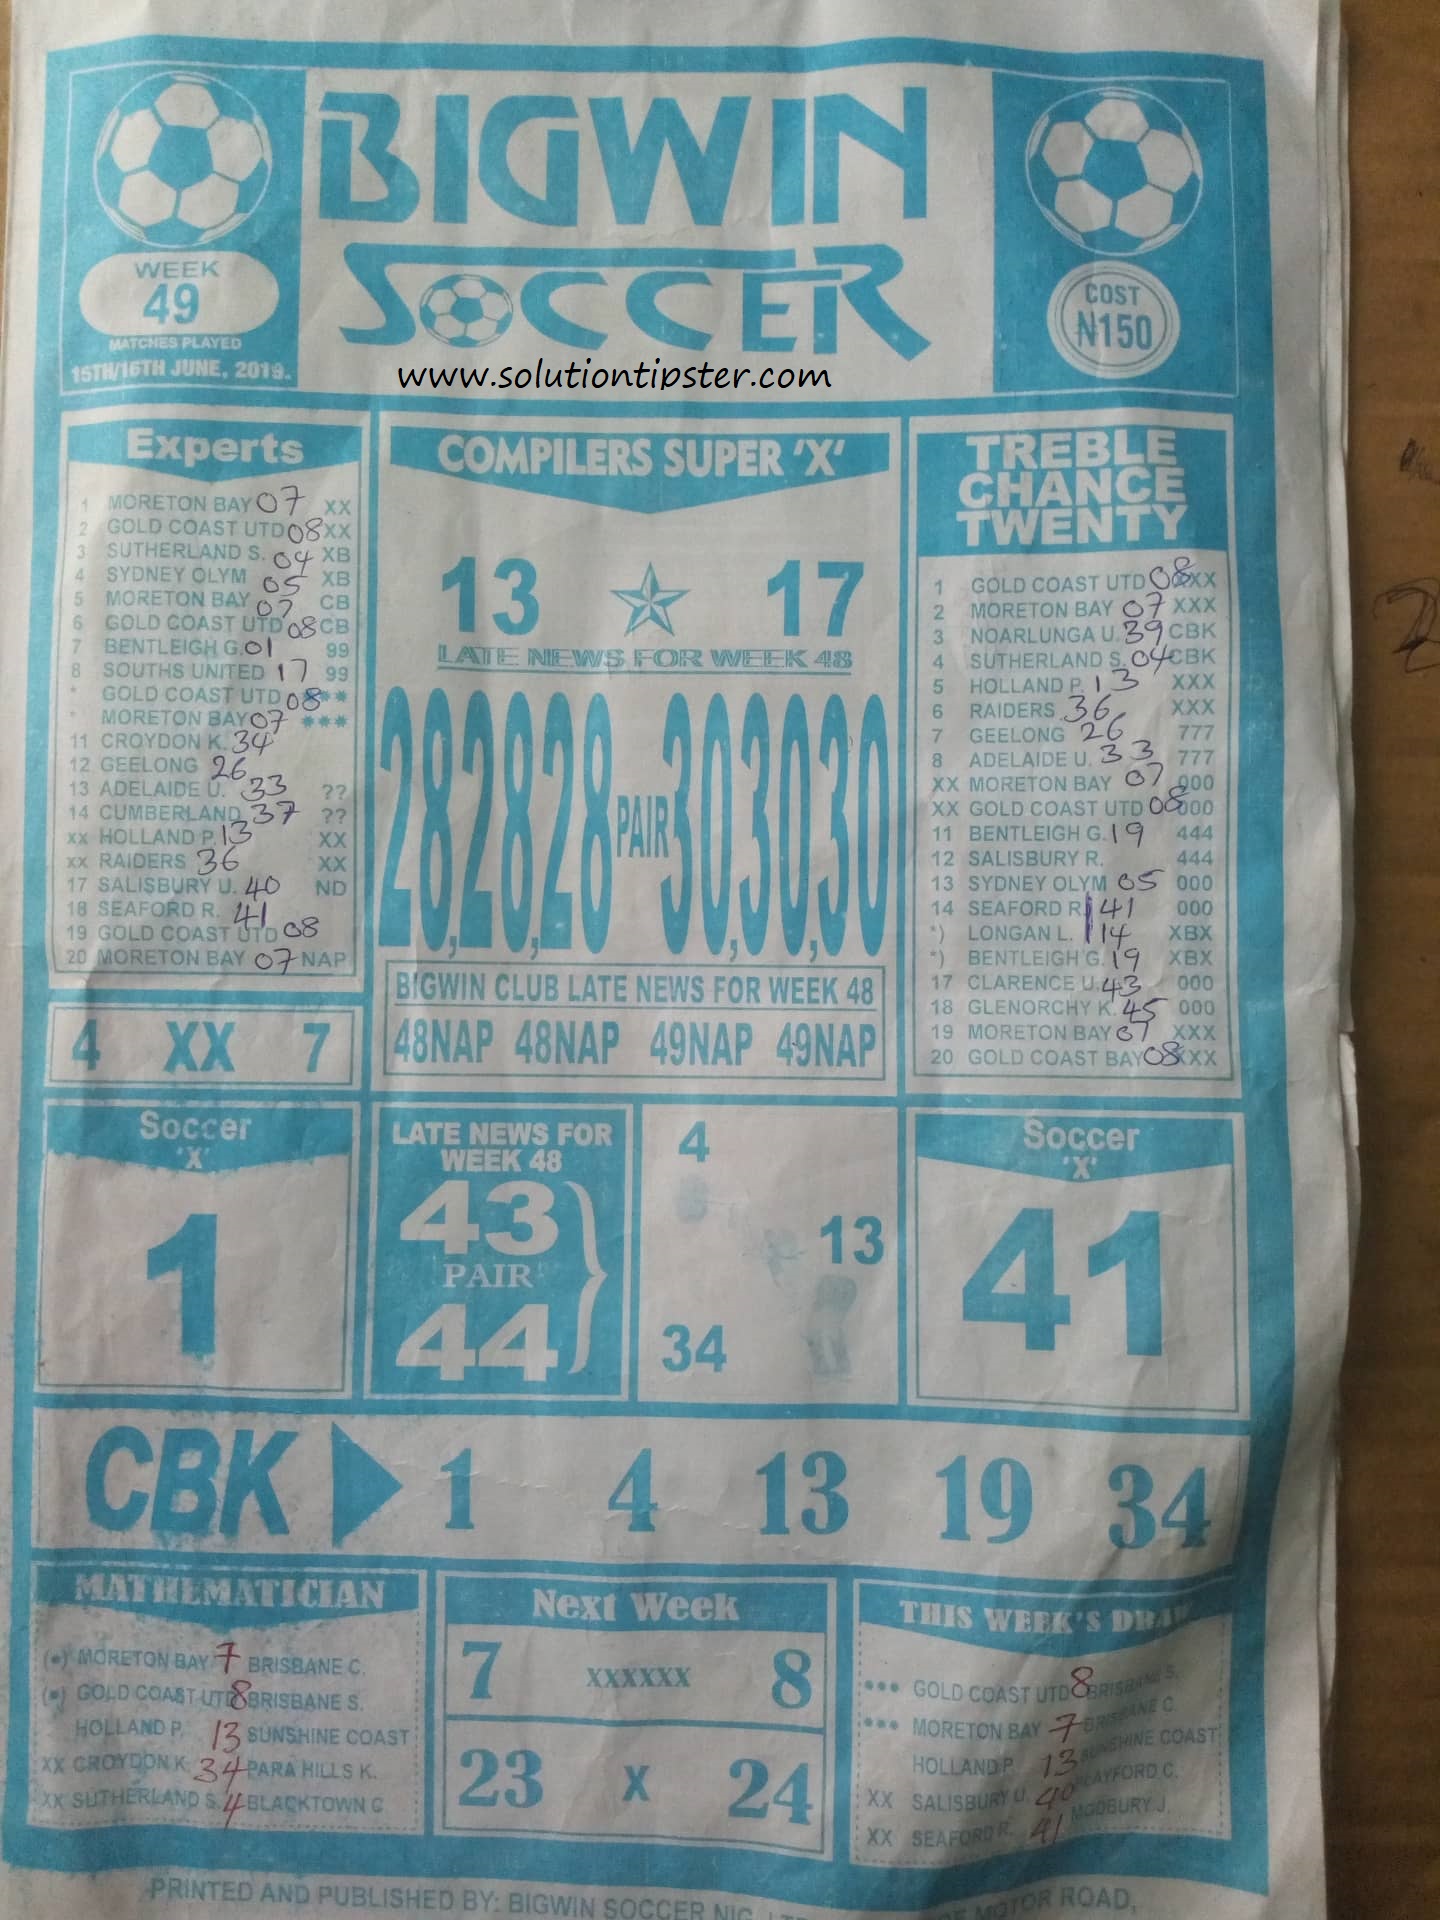 BIGWIN
SOCCER
www.solutiontipster.com
WEEK
49
MATCHES PLAYED
15TH/16TH JUNE, 2019.
COST
₦150
Experts
1 MORETON BAY 07 XX
2 GOLD COAST UTD 08 XX
3 SUTHERLAND S. 04 XB
4 SYDNEY OLYM 05 XB
5 MORETON BAY 07 CB
6 GOLD COAST UTD 08 CB
7 BENTLEIGH G. 01 99
8 SOUTHS UNITED 17 99
* GOLD COAST UTD 08 ***
* MORETON BAY 07 ***
11 CROYDON K. 34
12 GEELONG 26
13 ADELAIDE U. 33 ??
14 CUMBERLAND 37 ??
xx HOLLAND P. 13 XX
xx RAIDERS 36 XX
17 SALISBURY U. 40 ND
18 SEAFORD R. 41
19 GOLD COAST UTD 08
20 MORETON BAY 07 NAP
4 XX 7
COMPILERS SUPER 'X'
13 17
LATE NEWS FOR WEEK 48
28,28,28 PAIR 30,30,30
BIGWIN CLUB LATE NEWS FOR WEEK 48
48NAP 48NAP 49NAP 49NAP
TREBLE
CHANCE
TWENTY
1 GOLD COAST UTD 08 XXX
2 MORETON BAY 07 XXX
3 NOARLUNGA U. 39 CBK
4 SUTHERLAND S. 04 CBK
5 HOLLAND P. 13 XXX
6 RAIDERS 36 XXX
7 GEELONG 26 777
8 ADELAIDE U. 33 777
XX MORETON BAY 07 000
XX GOLD COAST UTD 08 000
11 BENTLEIGH G. 19 444
12 SALISBURY R. 444
13 SYDNEY OLYM 05 000
14 SEAFORD R. 41 000
*) LONGAN L. 14 XBX
*) BENTLEIGH G. 19 XBX
17 CLARENCE U. 43 000
18 GLENORCHY K. 45 000
19 MORETON BAY 07 XXX
20 GOLD COAST BAY 08 XXX
Soccer
'X'
1
LATE NEWS FOR
WEEK 48
43
PAIR
44
4
13
34
Soccer
'X'
41
CBK 1 4 13 19 34
MATHEMATICIAN
(•) MORETON BAY 7 BRISBANE C.
(•) GOLD COAST UTD 8 BRISBANE S.
HOLLAND P. 13 SUNSHINE COAST
XX CROYDON K. 34 PARA HILLS K.
XX SUTHERLAND S. 4 BLACKTOWN C
Next Week
7 XXXXXX 8
23 X 24
THIS WEEK'S DRAW
*** GOLD COAST UTD 8 BRISBANE S.
*** MORETON BAY 7 BRISBANE C.
HOLLAND P. 13 SUNSHINE COAST
XX SALISBURY U. 40 PLAYFORD C.
XX SEAFORD R. 41 MODBURY J.
PRINTED AND PUBLISHED BY: BIGWIN SOCCER NIG. MOTOR ROAD,